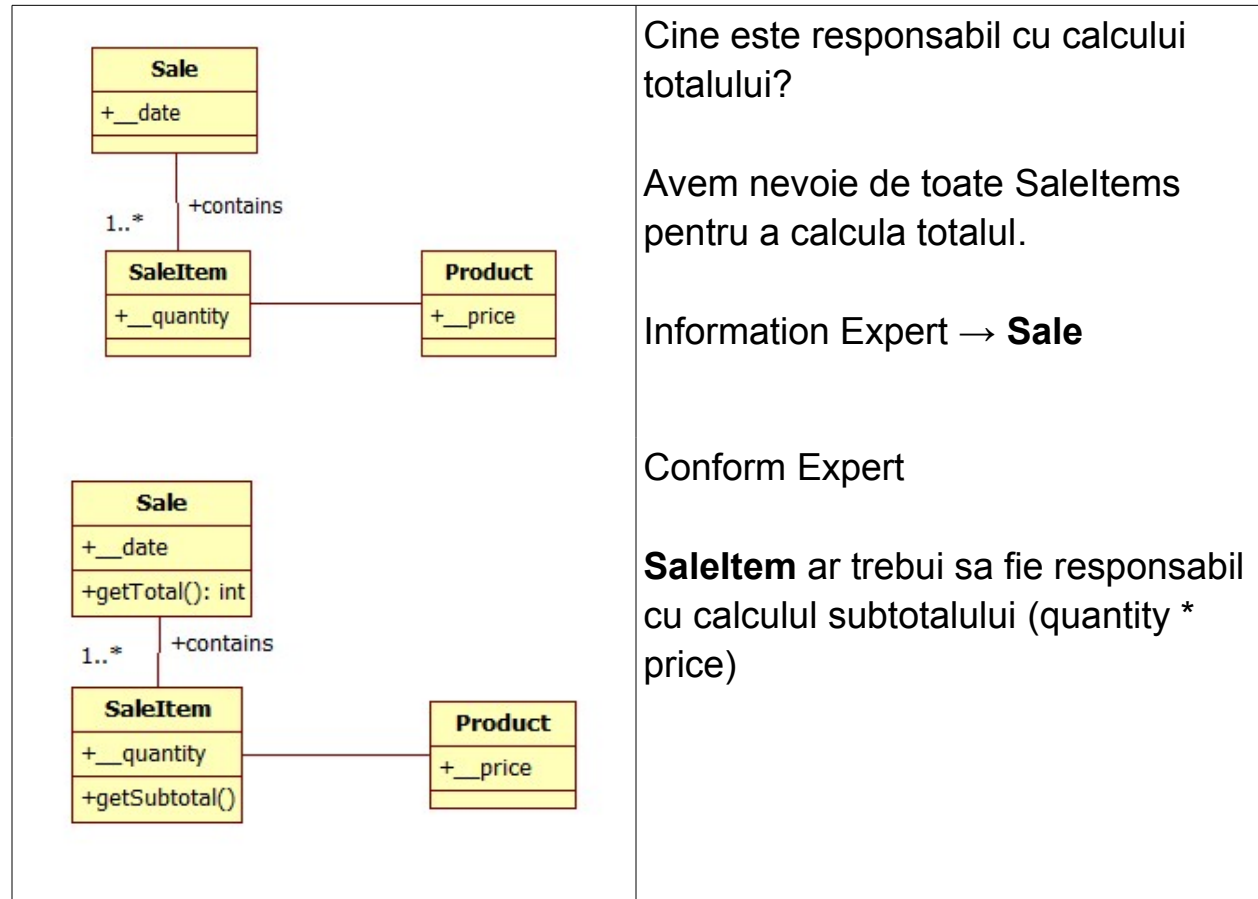 Sale
+__date
+contains
1..*
SaleItem
+__quantity
Product
+__price
Cine este responsabil cu calcului
totalului?
Avem nevoie de toate SaleItems
pentru a calcula totalul.
Information Expert → Sale
Sale
+__date
+getTotal(): int
+contains
1..*
SaleItem
+__quantity
+getSubtotal()
Product
+__price
Conform Expert
SaleItem ar trebui sa fie responsabil
cu calculul subtotalului (quantity *
price)